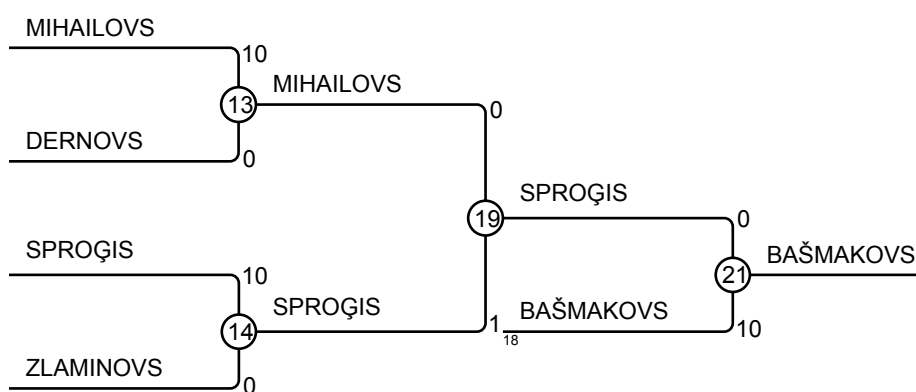 MIHAILOVS
10
13
MIHAILOVS
0
DERNOVS
0
SPROĢIS
0
19
SPROĢIS
10
BAŠMAKOVS
21
14
SPROĢIS
1
18
BAŠMAKOVS
10
ZLAMINOVS
0